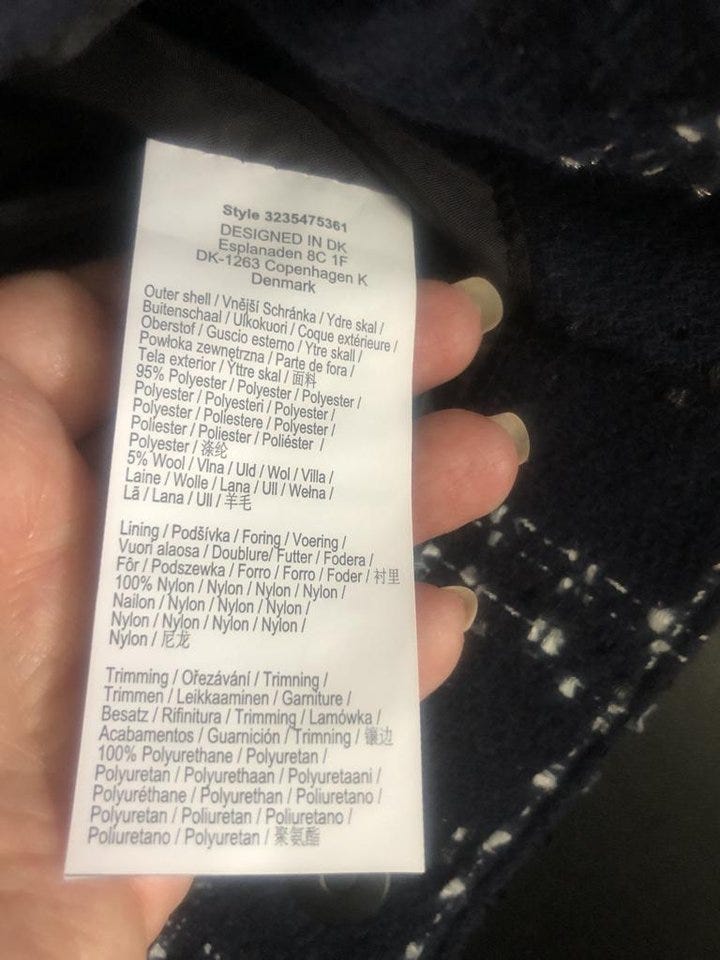 Style 3235475361
DESIGNED IN DK
Esplanaden 8C 1F
DK-1263 Copenhagen K
Denmark
Outer shell / Vnější Schránka / Ydre skal /
Buitenschaal / Ulkokuori / Coque extérieure /
Oberstof / Guscio esterno / Ytre skall /
Powłoka zewnętrzna / Parte de fora /
Tela exterior / Yttre skal / 面料
95% Polyester / Polyester / Polyester /
Polyester / Polyesteri / Polyester /
Polyester / Poliestere / Polyester /
Poliester / Poliester / Poliéster /
Polyester / 涤纶
5% Wool / Vlna / Uld / Wol / Villa /
Laine / Wolle / Lana / Ull / Wełna /
Lã / Lana / Ull / 羊毛
Lining / Podšívka / Foring / Voering /
Vuori alaosa / Doublure/ Futter / Fodera /
Fôr / Podszewka / Forro / Forro / Foder / 衬里
100% Nylon / Nylon / Nylon / Nylon /
Nailon / Nylon / Nylon / Nylon /
Nylon / Nylon / Nylon / Nylon /
Nylon / 尼龙
Trimming / Ořezávání / Trimning /
Trimmen / Leikkaaminen / Garniture /
Besatz / Rifinitura / Trimming / Lamówka /
Acabamentos / Guarnición / Trimning / 镶边
100% Polyurethane / Polyuretan /
Polyuretan / Polyurethaan / Polyuretaani /
Polyuréthane / Polyurethan / Poliuretano /
Polyuretan / Poliuretan / Poliuretano /
Poliuretano / Polyuretan / 聚氨酯